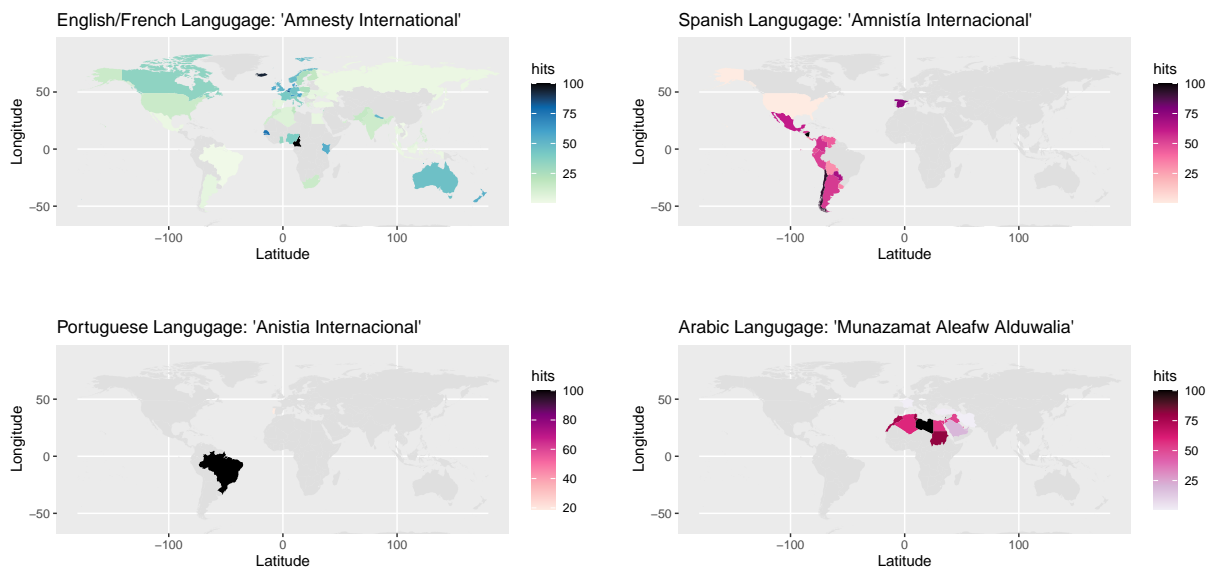 English/French Langugage: 'Amnesty International'
Longitude
50
0
−50
−100
0
100
Latitude
hits
100
75
50
25
Spanish Langugage: 'Amnistía Internacional'
Longitude
50
0
−50
−100
0
100
Latitude
hits
100
75
50
25
Portuguese Langugage: 'Anistia Internacional'
Longitude
50
0
−50
−100
0
100
Latitude
hits
100
80
60
40
20
Arabic Langugage: 'Munazamat Aleafw Alduwalia'
Longitude
50
0
−50
−100
0
100
Latitude
hits
100
75
50
25